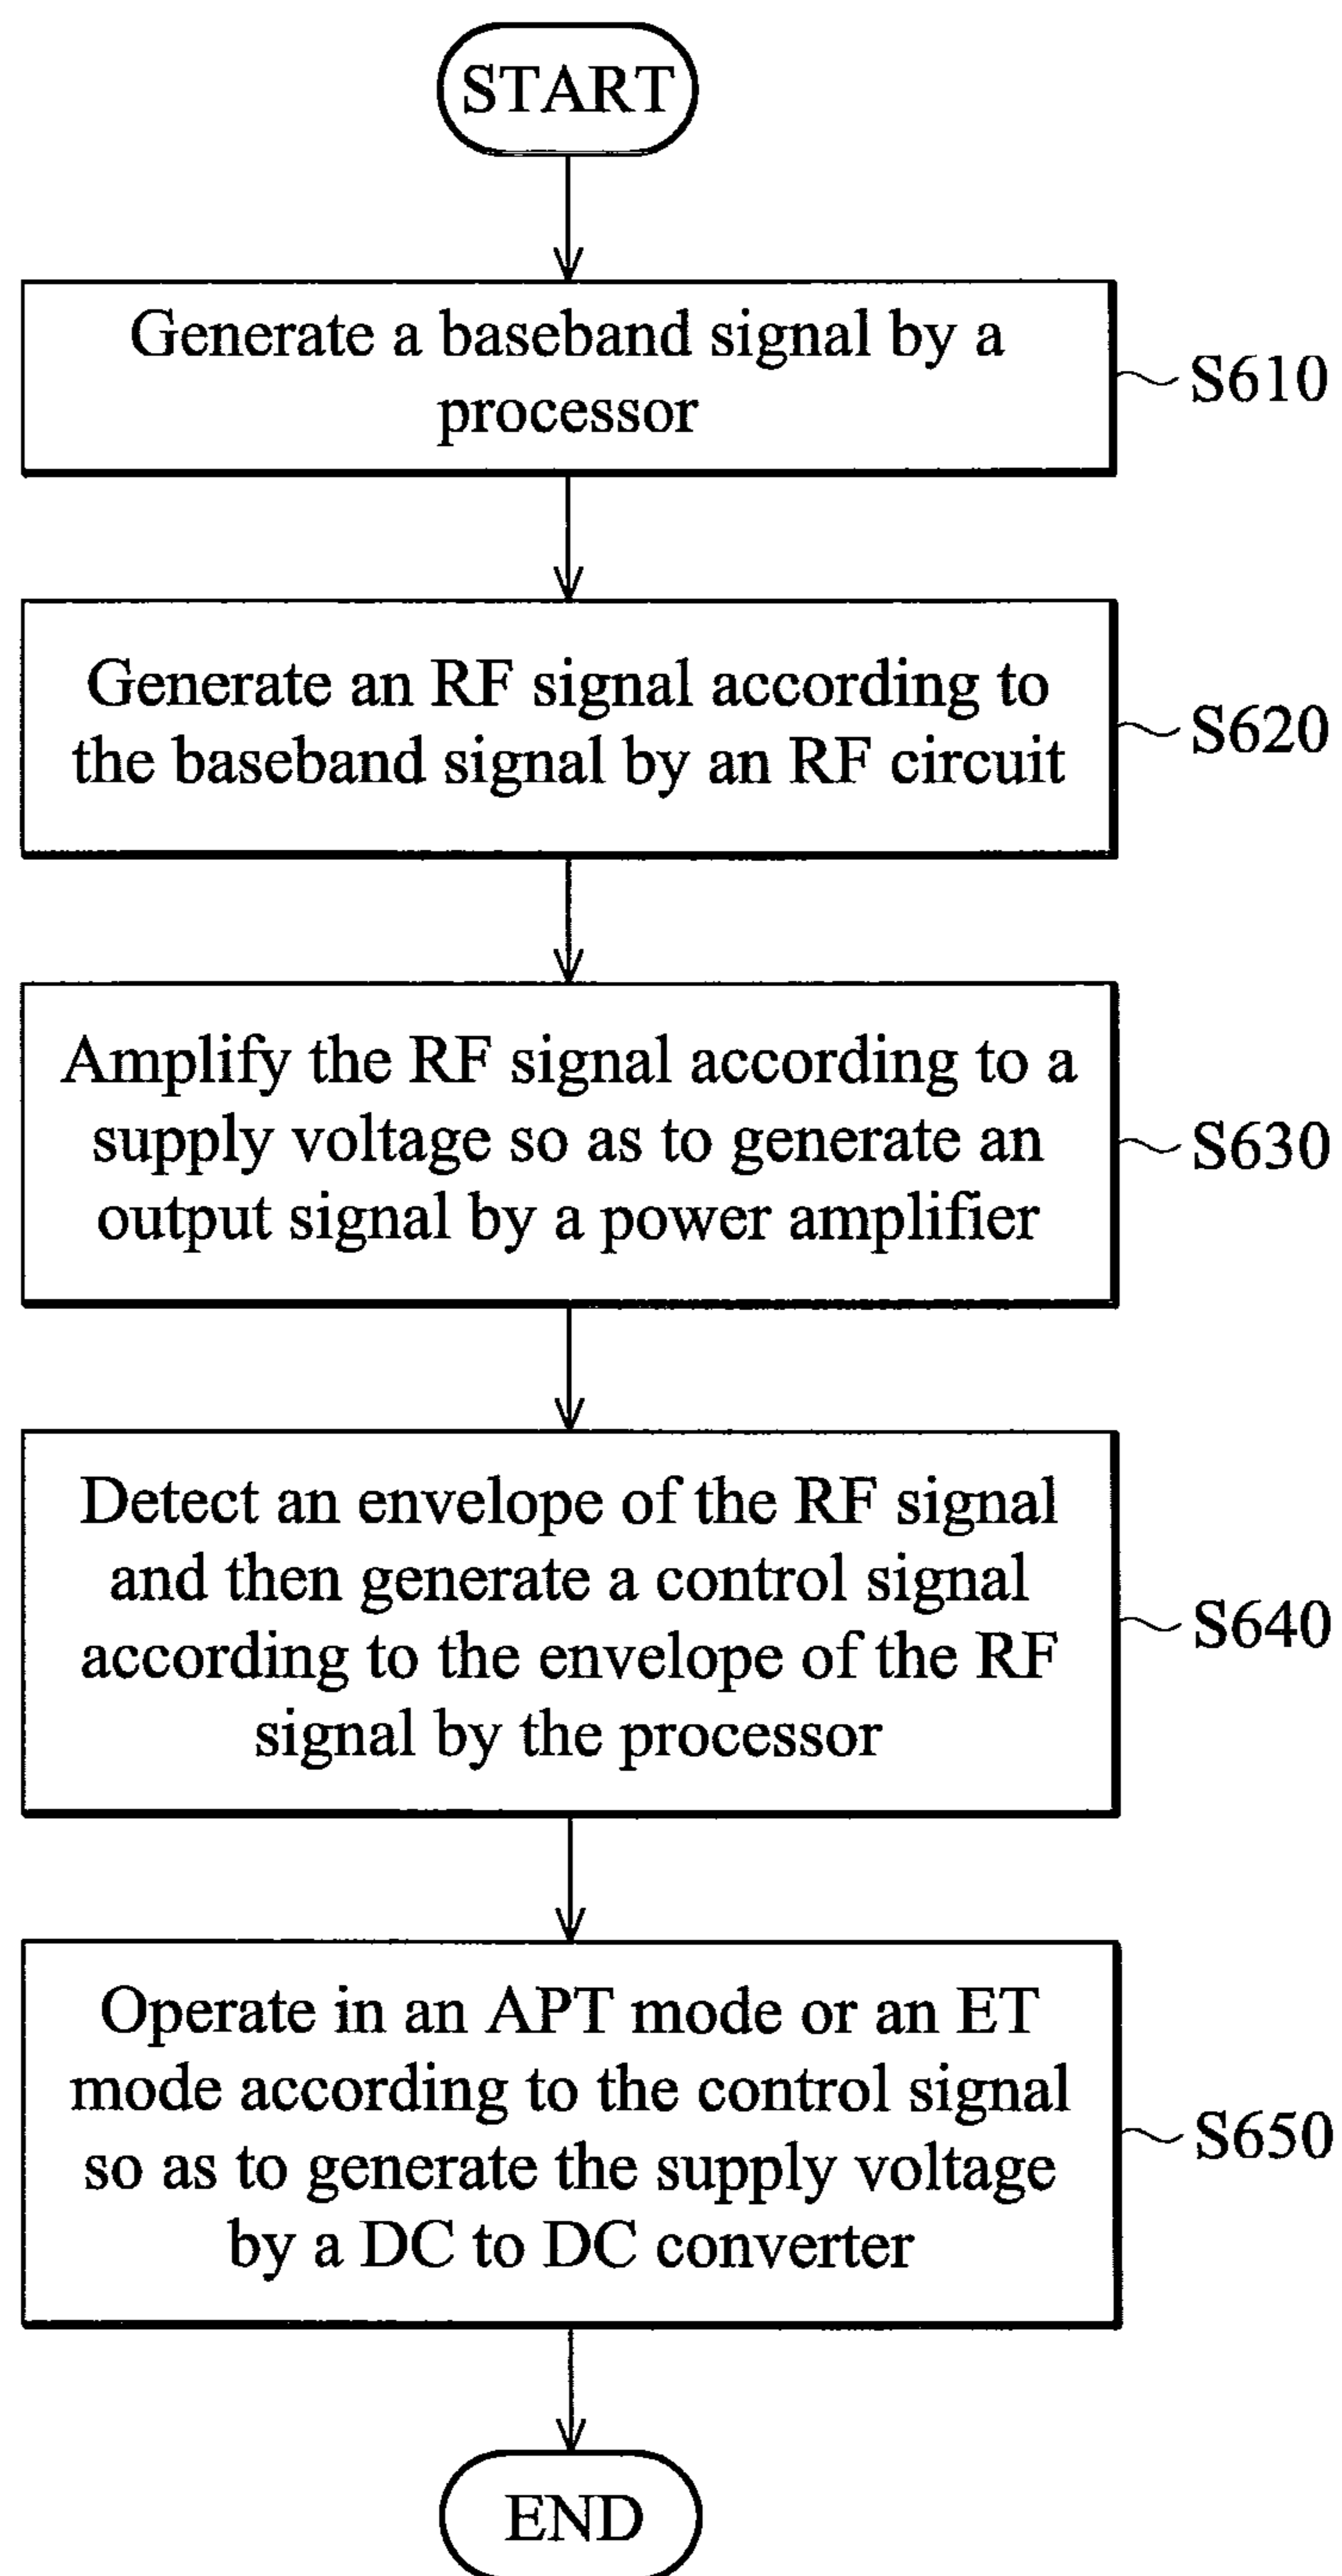 START
Generate a baseband signal by a
processor
S610
Generate an RF signal according to
the baseband signal by an RF circuit
S620
Amplify the RF signal according to a
supply voltage so as to generate an
output signal by a power amplifier
S630
Detect an envelope of the RF signal
and then generate a control signal
according to the envelope of the RF
signal by the processor
S640
Operate in an APT mode or an ET
mode according to the control signal
so as to generate the supply voltage
by a DC to DC converter
S650
END